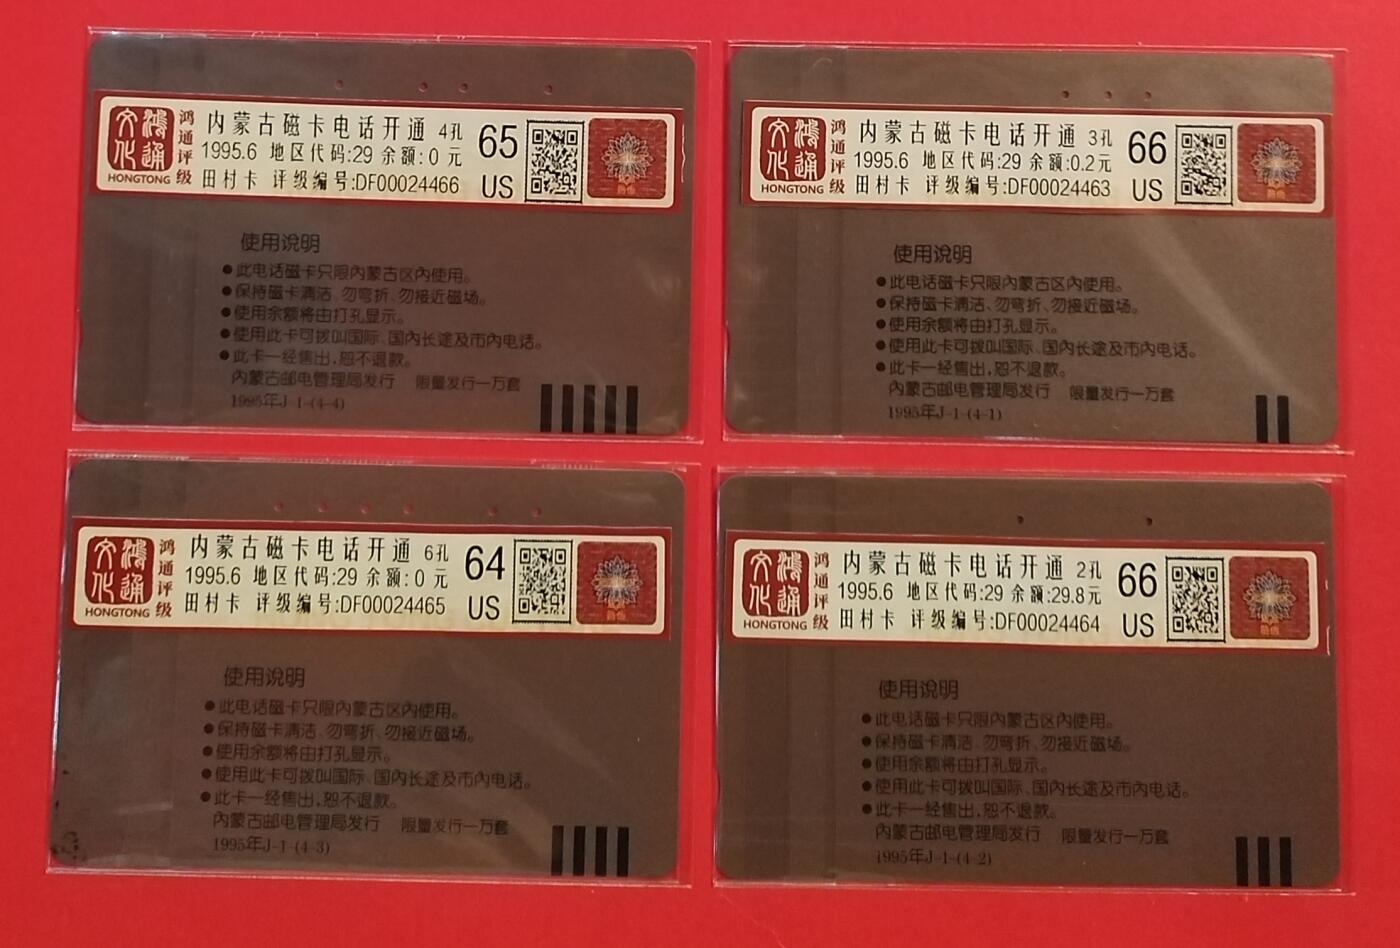 鸿通文化
HONGTONG
鸿通评级
内蒙古磁卡电话开通 4孔
1995.6 地区代码:29 余额:0 元
田村卡 评级编号:DF00024466
65
US
使用说明
●此电话磁卡只限内蒙古区内使用。
●保持磁卡清洁、勿弯折、勿接近磁场。
●使用余额将由打孔显示。
●使用此卡可拨叫国际、国内长途及市内电话。
●此卡一经售出,恕不退款。
内蒙古邮电管理局发行 限量发行一万套
1995年J-1-(4-4)
鸿通文化
HONGTONG
鸿通评级
内蒙古磁卡电话开通 3孔
1995.6 地区代码:29 余额:0.2元
田村卡 评级编号:DF00024463
66
US
使用说明
●此电话磁卡只限内蒙古区内使用。
●保持磁卡清洁、勿弯折、勿接近磁场。
●使用余额将由打孔显示。
●使用此卡可拨叫国际、国内长途及市内电话。
●此卡一经售出,恕不退款。
内蒙古邮电管理局发行 限量发行一万套
1995年J-1-(4-1)
鸿通文化
HONGTONG
鸿通评级
内蒙古磁卡电话开通 6孔
1995.6 地区代码:29 余额:0 元
田村卡 评级编号:DF00024465
64
US
使用说明
●此电话磁卡只限内蒙古区内使用。
●保持磁卡清洁、勿弯折、勿接近磁场。
●使用余额将由打孔显示。
●使用此卡可拨叫国际、国内长途及市内电话。
●此卡一经售出,恕不退款。
内蒙古邮电管理局发行 限量发行一万套
1995年J-1-(4-3)
鸿通文化
HONGTONG
鸿通评级
内蒙古磁卡电话开通 2孔
1995.6 地区代码:29 余额:29.8元
田村卡 评级编号:DF00024464
66
US
使用说明
●此电话磁卡只限内蒙古区内使用。
●保持磁卡清洁、勿弯折、勿接近磁场。
●使用余额将由打孔显示。
●使用此卡可拨叫国际、国内长途及市内电话。
●此卡一经售出,恕不退款。
内蒙古邮电管理局发行 限量发行一万套
1995年J-1-(4-2)